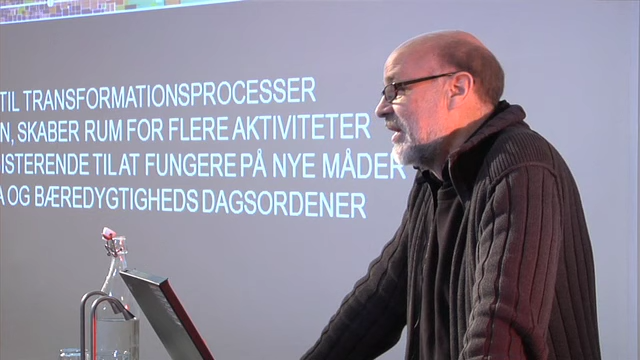 TIL TRANSFORMATIONSPROCESSER
N, SKABER RUM FOR FLERE AKTIVITETER
ISTERENDE TIL AT FUNGERE PÅ NYE MÅDER
A OG BÆREDYGTIGHEDS DAGSORDENER